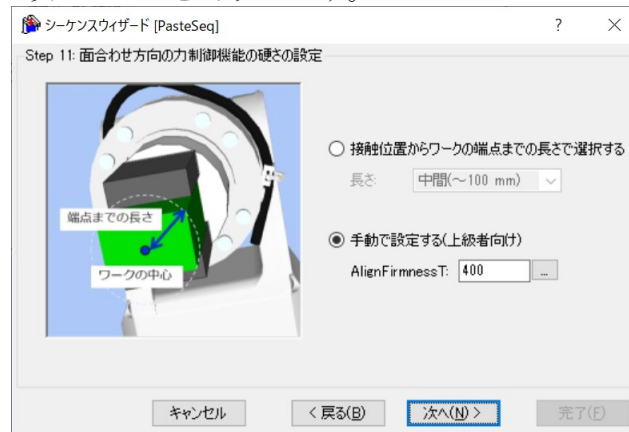 シーケンスウィザード [PasteSeq]
? ×
Step 11: 面合わせ方向の力制御機能の硬さの設定
端点までの長さ
ワークの中心
接触位置からワークの端点までの長さで選択する
長さ: 中間(～100 mm)
手動で設定する(上級者向け)
AlignFirmnessT: 400 ...
キャンセル < 戻る(B) 次へ(N) > 完了(F)